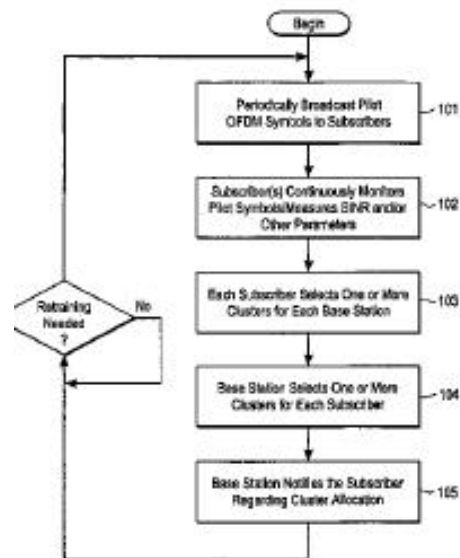 Begin
Periodically Broadcast Pilot
OFDM Symbols to Subscribers
101
Subscriber(s) Continuously Monitors
Pilot Symbols/Measures SINR and/or
Other Parameters
102
Each Subscriber Selects One or More
Clusters for Each Base Station
103
Base Station Selects One or More
Clusters for Each Subscriber
104
Base Station Notifies the Subscriber
Regarding Cluster Allocation
105
Retraining
Needed
?
No